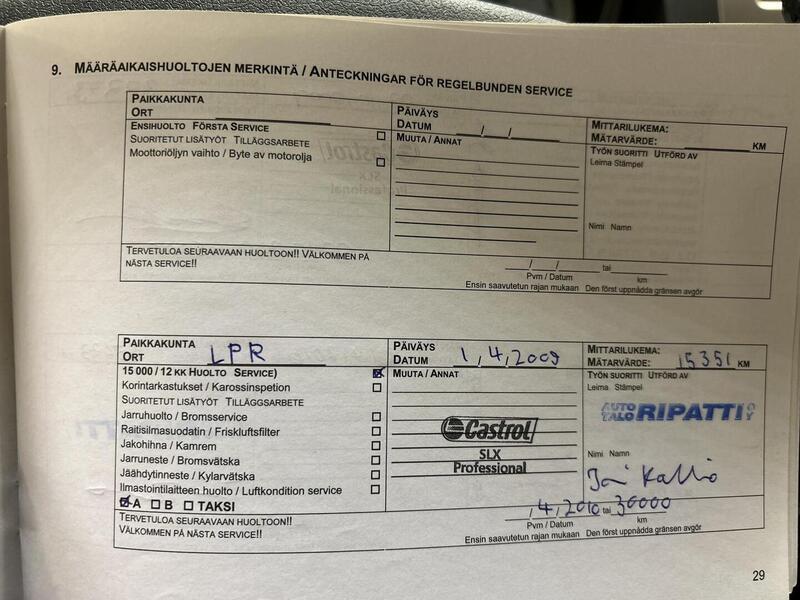 9. MÄÄRÄAIKAISHUOLTOJEN MERKINTÄ / ANTECKNINGAR FÖR REGELBUNDEN SERVICE
PAIKKAKUNTA
ORT
PÄIVÄYS
DATUM / /
MITTARILUKEMA:
MÄTARVÄRDE: KM
ENSIHUOLTO FÖRSTA SERVICE
SUORITETUT LISÄTYÖT TILLÄGGSARBETE
Moottoriöljyn vaihto / Byte av motorolja
MUUTA / ANNAT
TYÖN SUORITTI UTFÖRD AV
Leima Stämpel
Nimi Namn
TERVETULOA SEURAAVAAN HUOLTOON!! VÄLKOMMEN PÅ
NÄSTA SERVICE!!
/ / tai
Pvm / Datum km
Ensin saavutetun rajan mukaan Den först uppnådda gränsen avgör
PAIKKAKUNTA
ORT LPR
PÄIVÄYS
DATUM 1,4,2009
MITTARILUKEMA:
MÄTARVÄRDE: 15351 KM
15 000 / 12 KK HUOLTO SERVICE)
Korintarkastukset / Karossinspetion
SUORITETUT LISÄTYÖT TILLÄGGSARBETE
Jarruhuolto / Bromsservice
Raitisilmasuodatin / Friskluftsfilter
Jakohihna / Kamrem
Jarruneste / Bromsvätska
Jäähdytinneste / Kylarvätska
Ilmastointilaitteen huolto / Luftkondition service
A B TAKSI
MUUTA / ANNAT
Castrol
SLX
Professional
TYÖN SUORITTI UTFÖRD AV
Leima Stämpel
AUTO TALO RIPATTI OY
Nimi Namn
TERVETULOA SEURAAVAAN HUOLTOON!!
VÄLKOMMEN PÅ NÄSTA SERVICE!!
,4,2010 tai 30000
Pvm / Datum km
Ensin saavutetun rajan mukaan Den först uppnådda gränsen avgör
29